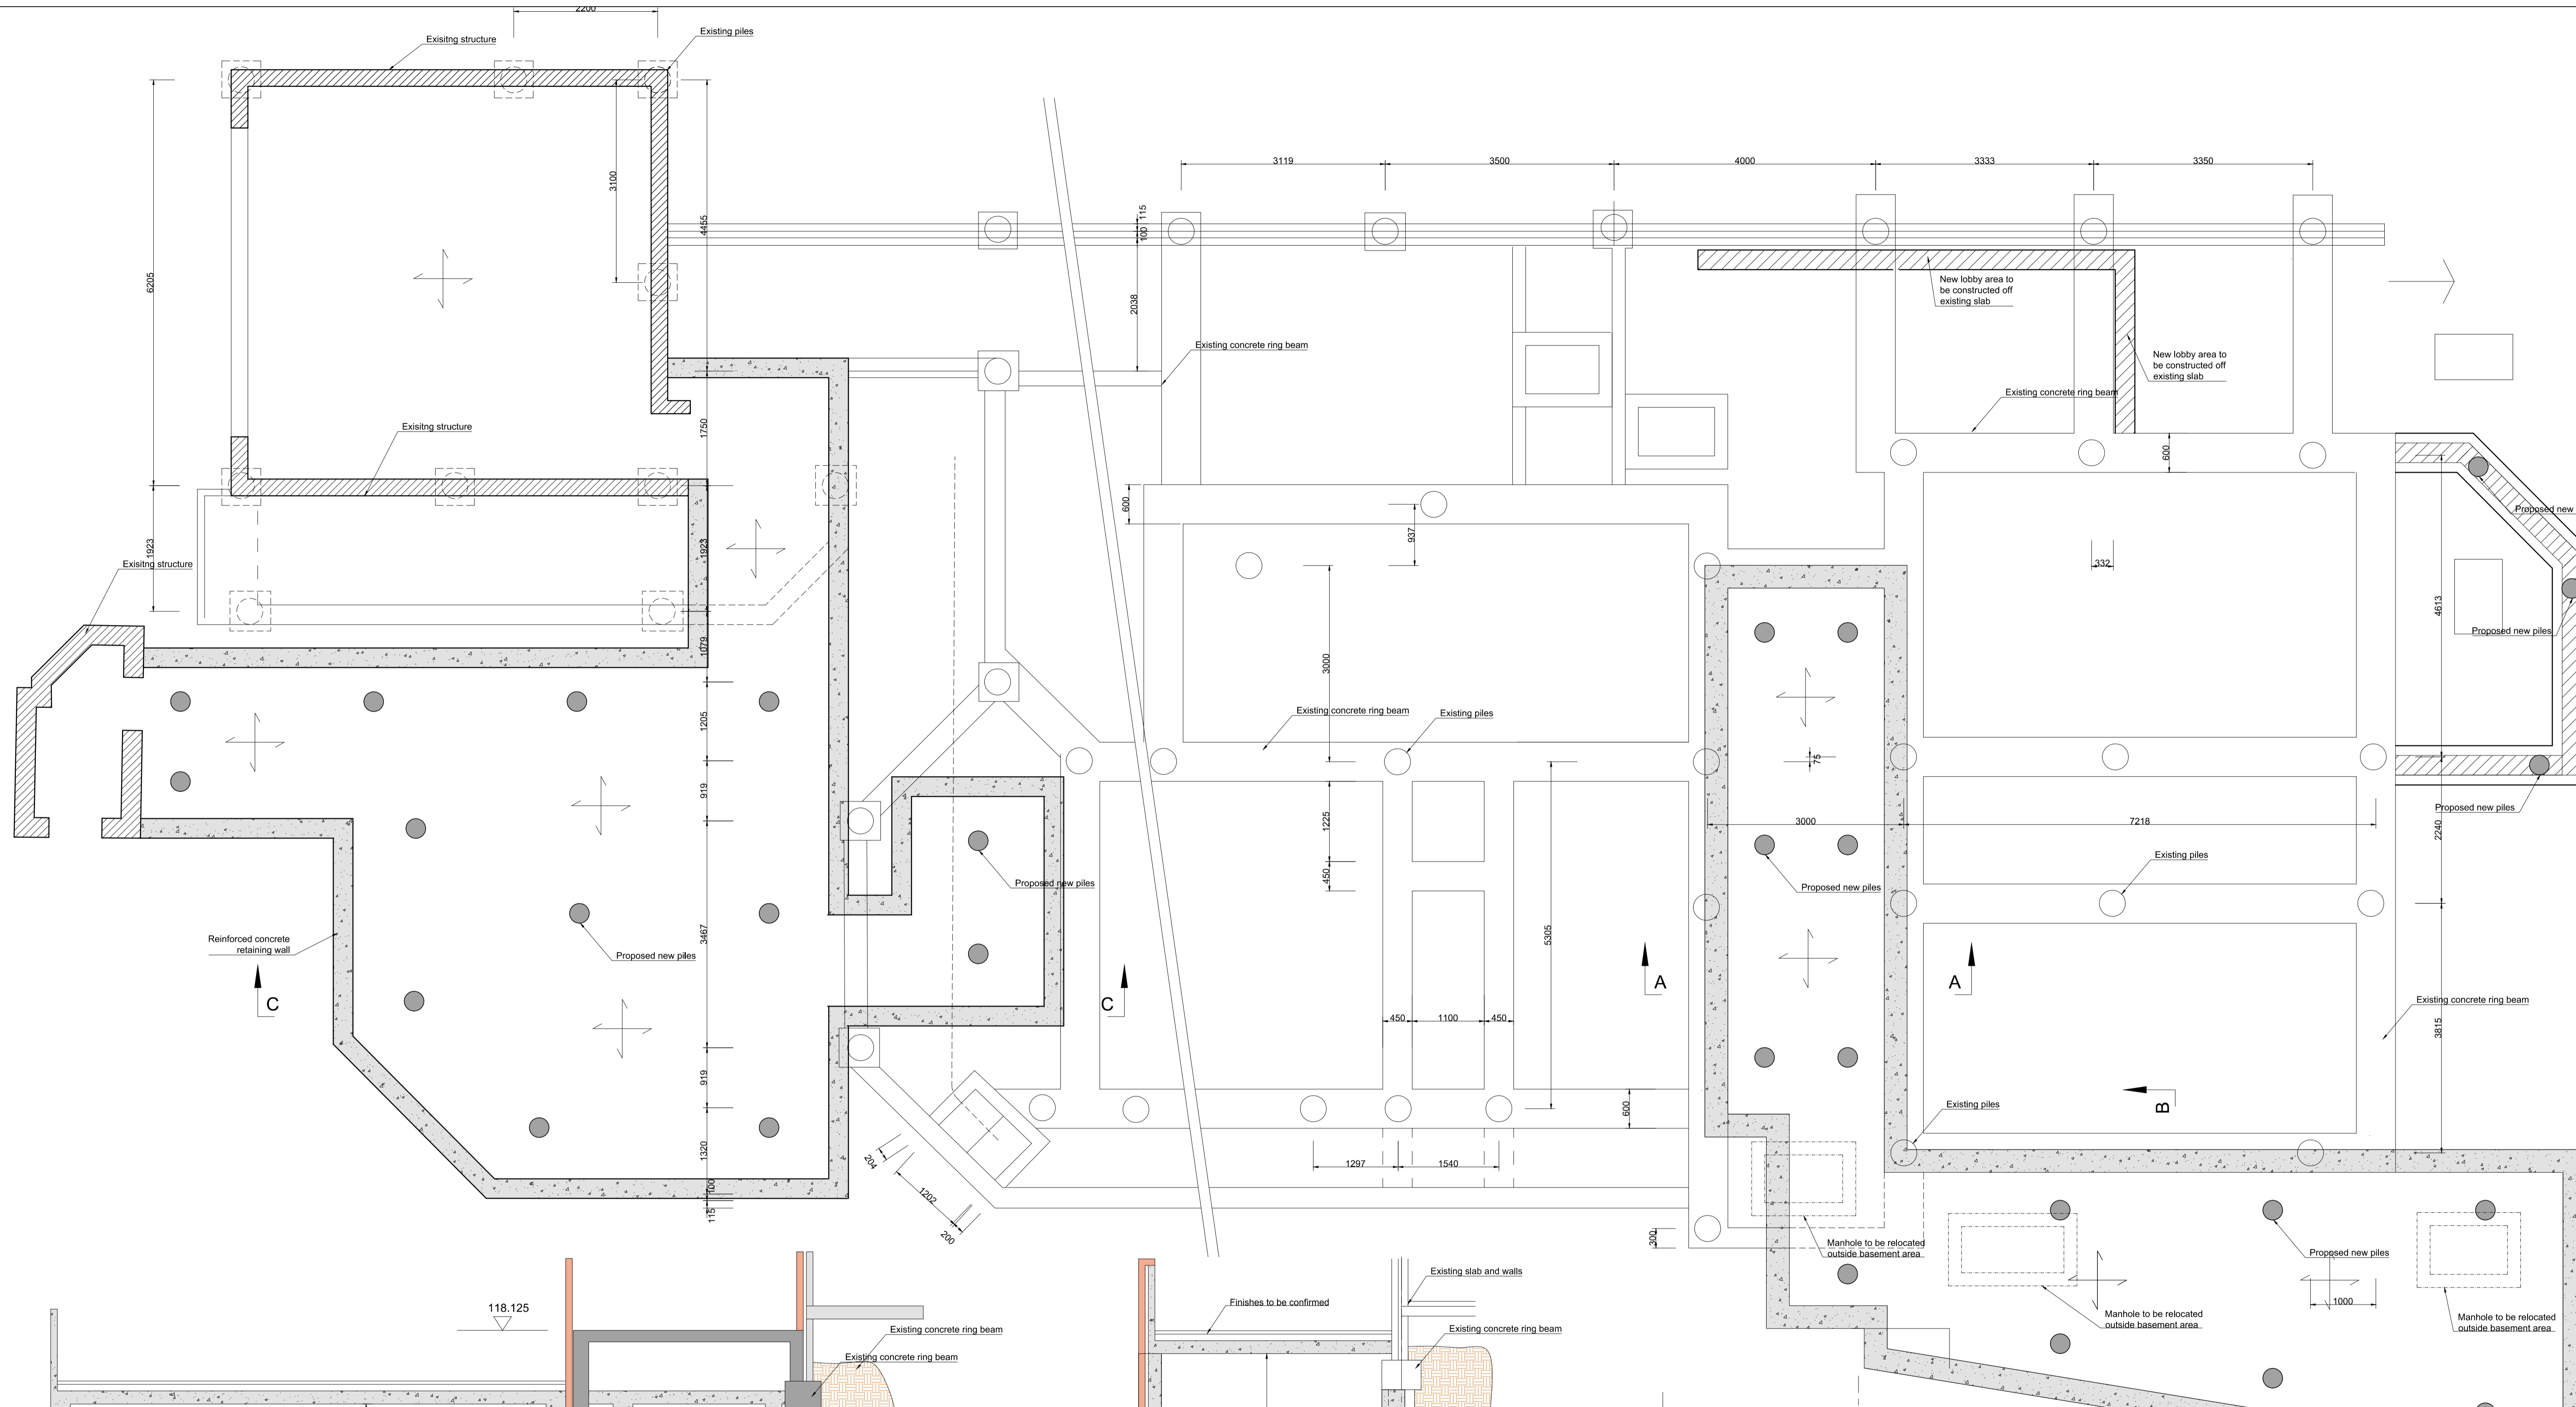 2200
Exisitng structure
Existing piles
3119
3500
4000
3333
3350
3100
6205
4455
115
100
2038
New lobby area to
be constructed off
existing slab
Existing concrete ring beam
New lobby area to
be constructed off
existing slab
Existing concrete ring beam
Exisitng structure
1750
600
600
937
Proposed new
1923
1923
332
Exisitng structure
4613
Proposed new piles
1079
3000
Existing concrete ring beam
Existing piles
1205
75
919
1225
3000
7218
2240
Proposed new piles
Existing piles
450
Proposed new piles
Proposed new piles
Reinforced concrete
retaining wall
3467
5305
Proposed new piles
C
C
A
A
Existing concrete ring beam
450
1100
450
3815
919
B
Existing piles
600
1320
204
1297
1540
1202
100
115
200
300
Manhole to be relocated
outside basement area
Proposed new piles
1000
Manhole to be relocated
outside basement area
Manhole to be relocated
outside basement area
118.125
Existing slab and walls
Finishes to be confirmed
Existing concrete ring beam
Existing concrete ring beam
Existing concrete ring beam